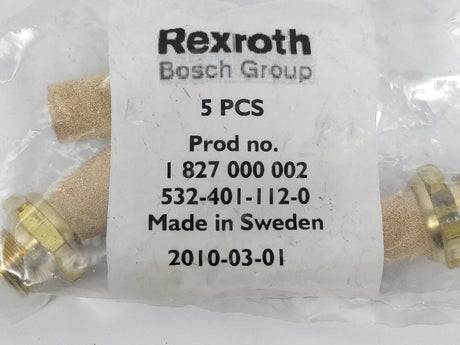 Rexroth
Bosch Group
5 PCS
Prod no.
1 827 000 002
532-401-112-0
Made in Sweden
2010-03-01